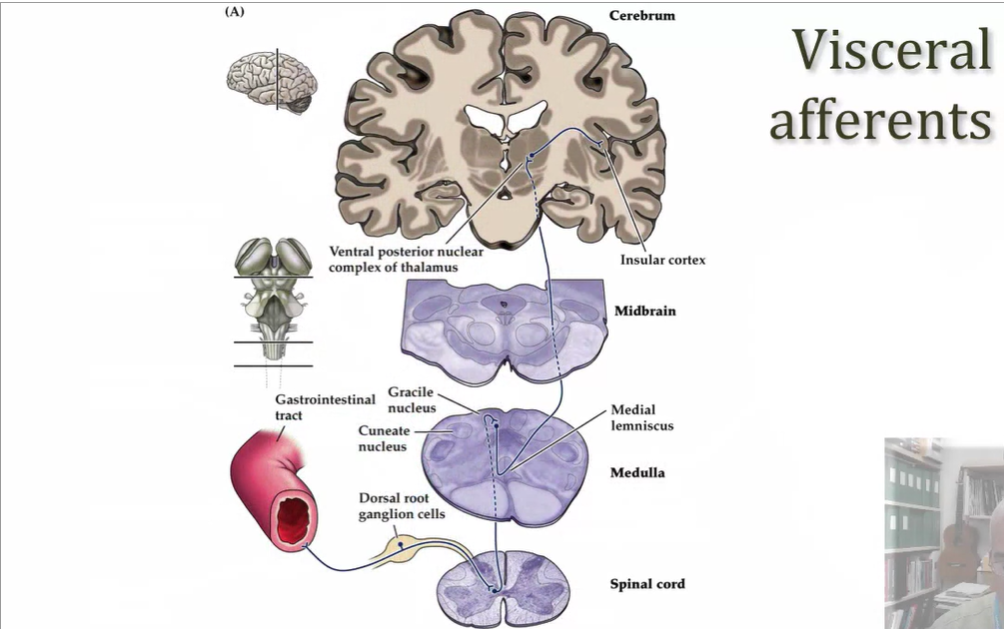 (A)
Cerebrum
Visceral
afferents
Ventral posterior nuclear
complex of thalamus
Insular cortex
Midbrain
Gastrointestinal
tract
Gracile
nucleus
Cuneate
nucleus
Medial
lemniscus
Medulla
Dorsal root
ganglion cells
Spinal cord